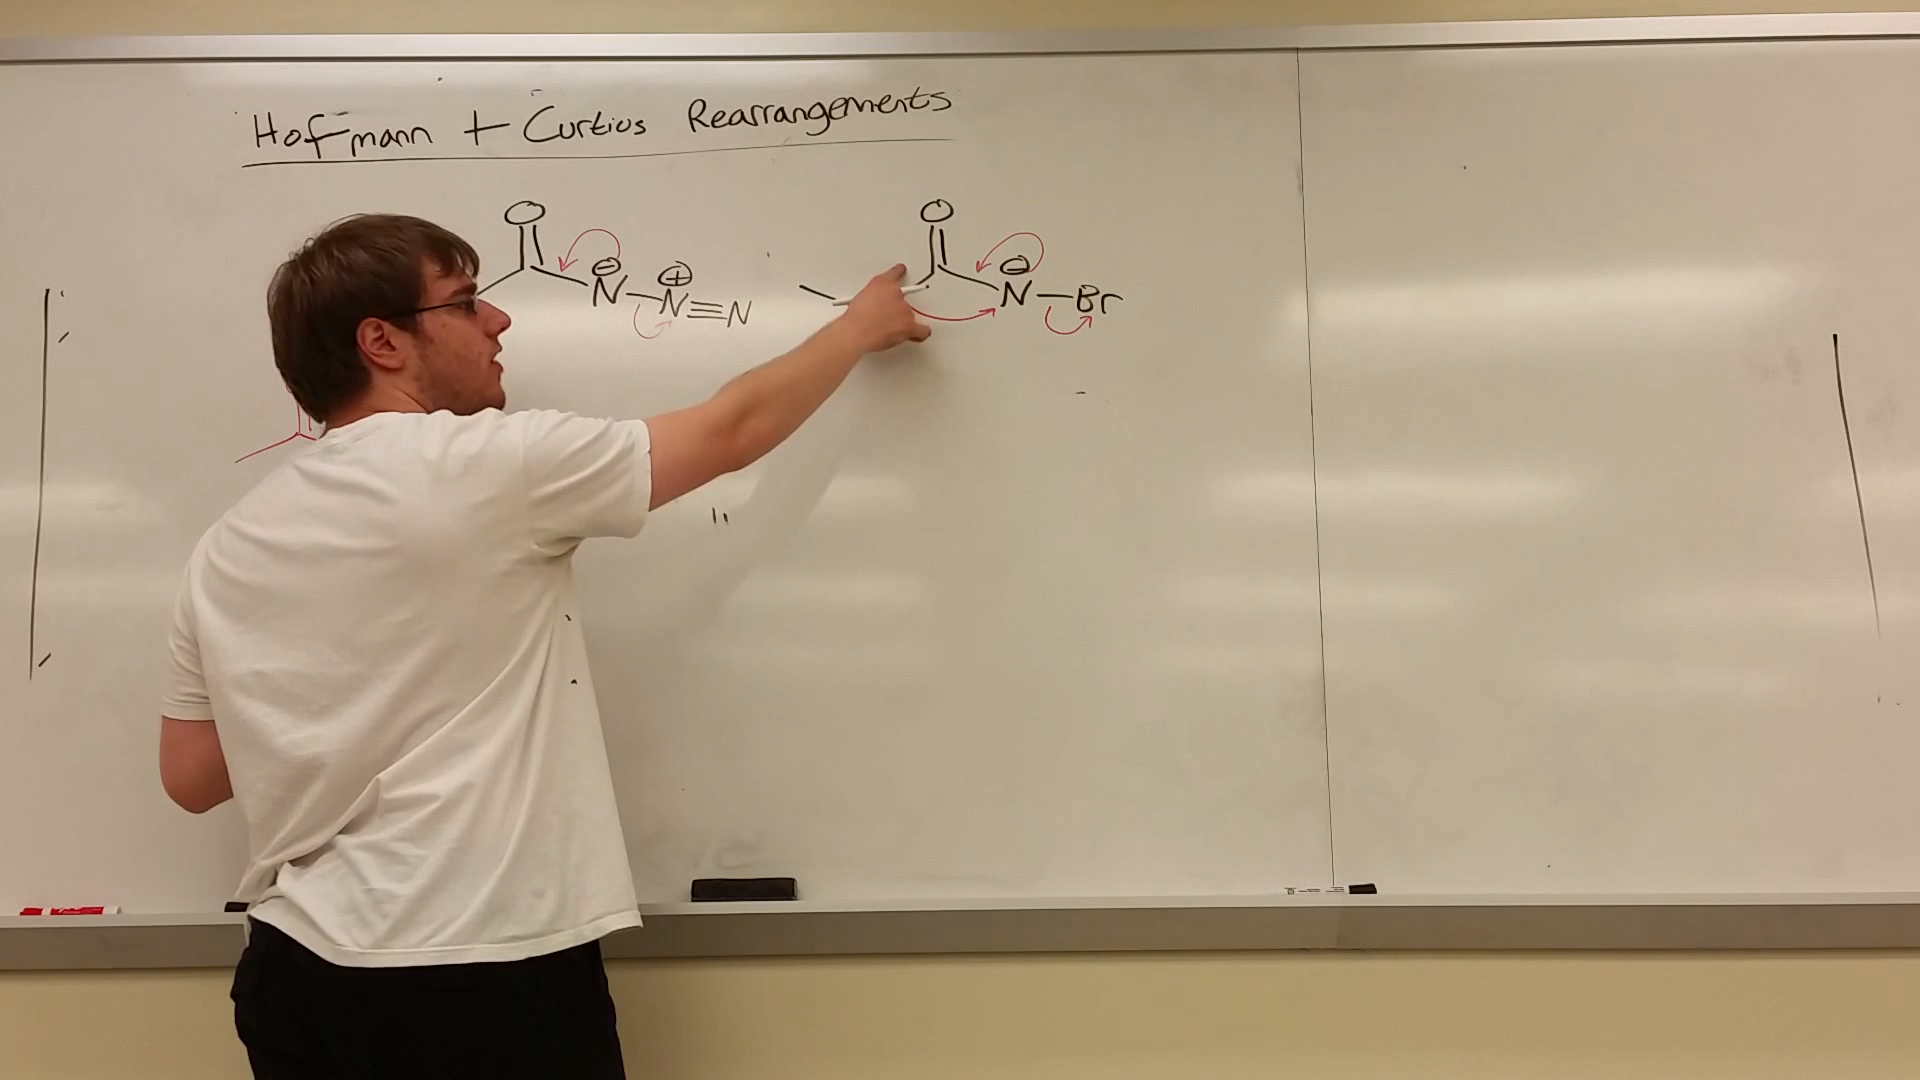 Hofmann + Curtius Rearrangements
O O
⊖ ⊕ ⊖
N N N N Br